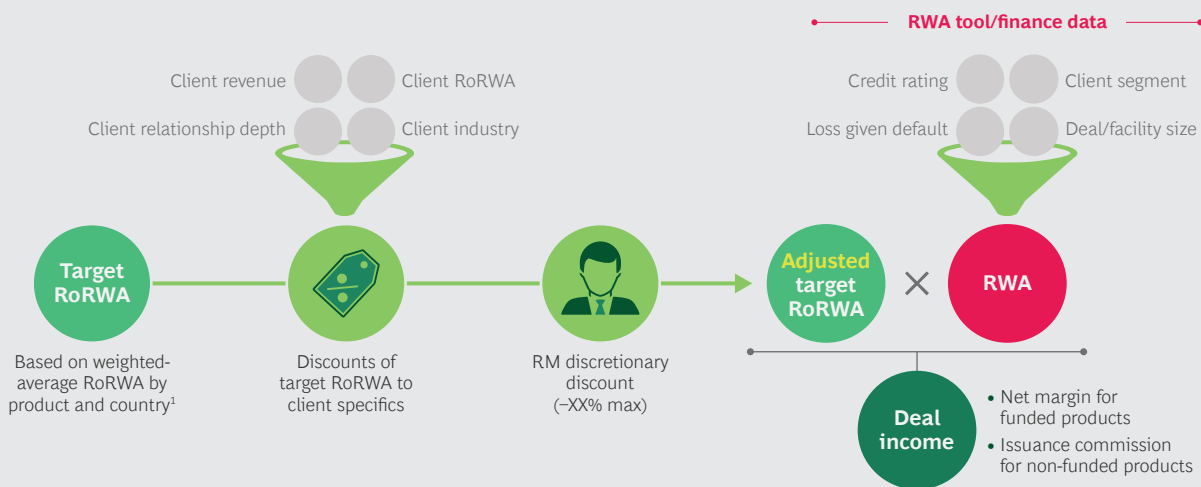 RWA tool/finance data
Client revenue
Client RoRWA
Client relationship depth
Client industry
Credit rating
Client segment
Loss given default
Deal/facility size
Target
RoRWA
Adjusted
target
RoRWA
×
RWA
Based on weighted-
average RoRWA by
product and country¹
Discounts of
target RoRWA to
client specifics
RM discretionary
discount
(–XX% max)
Deal
income
• Net margin for
funded products
• Issuance commission
for non-funded products